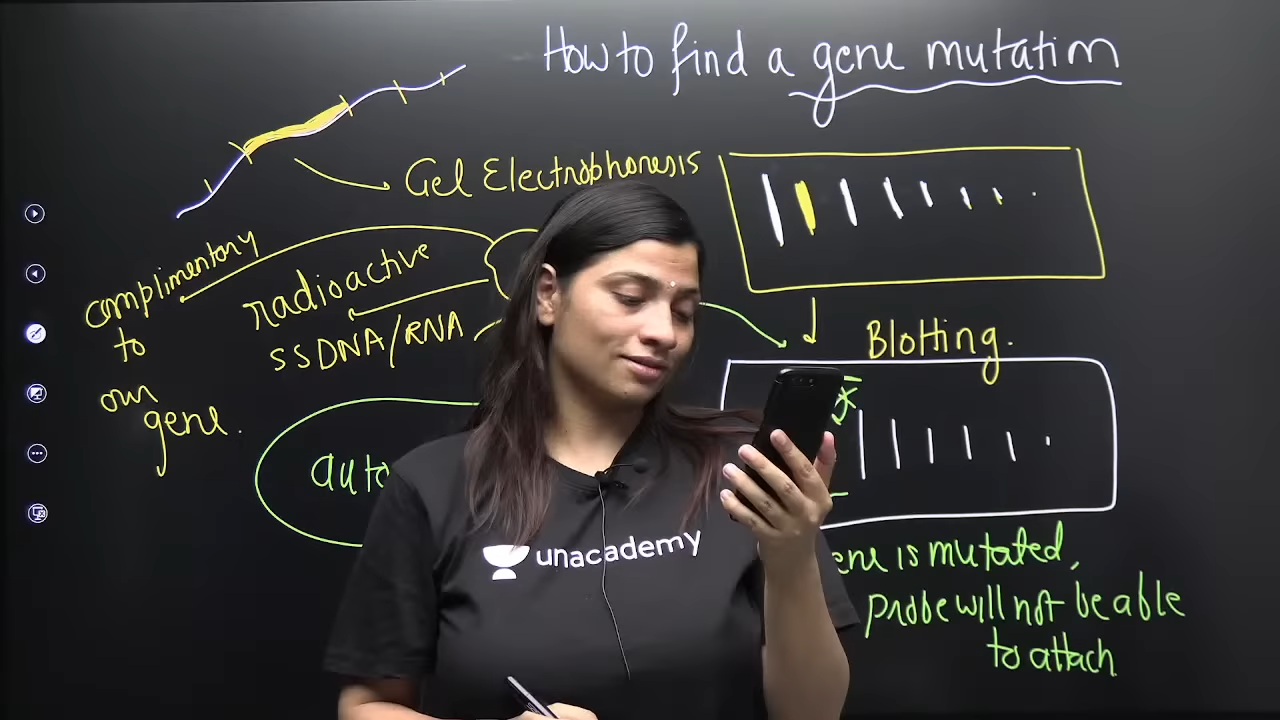 How to find a gene mutation
Gel Electrophoresis
complimentary
to
our
gene.
radioactive
SSDNA/RNA
Blotting.
auto
unacademy
ene is mutated,
probe will not be able
to attach